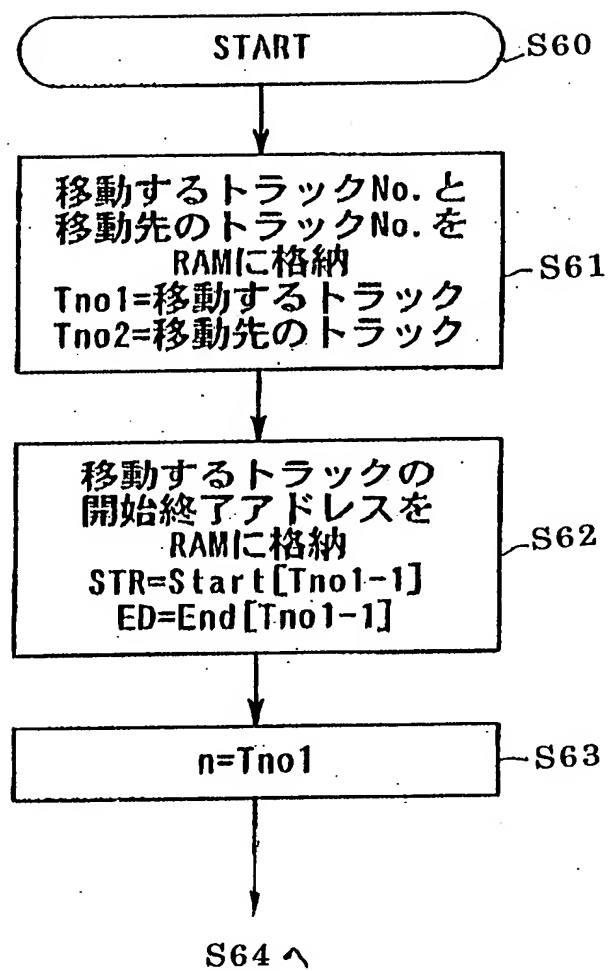 START
S60
移動するトラックNo.と
移動先のトラックNo.を
RAMに格納
Tno1=移動するトラック
Tno2=移動先のトラック
S61
移動するトラックの
開始終了アドレスを
RAMに格納
STR=Start[Tno1-1]
ED=End[Tno1-1]
S62
n=Tno1
S63
S64へ